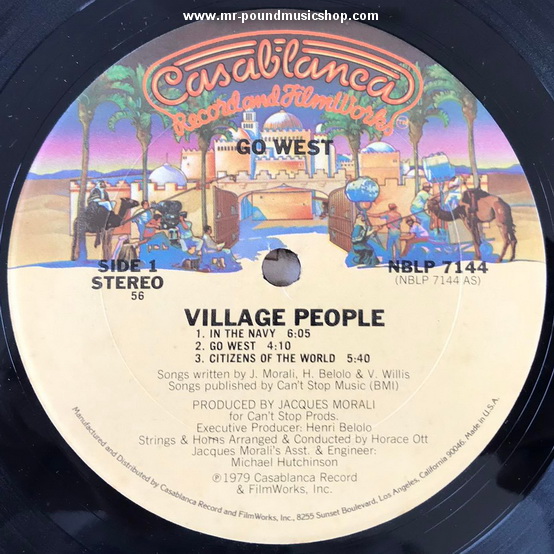 www.mr-poundmusicshop.com
Casablanca
Record and FilmWorks
TM
GO WEST
SIDE 1
STEREO
56
NBLP 7144
(NBLP 7144 AS)
VILLAGE PEOPLE
1. IN THE NAVY 6:05
2. GO WEST 4:10
3. CITIZENS OF THE WORLD 5:40
Songs written by J. Morali, H. Belolo & V. Willis
Songs published by Can't Stop Music (BMI)
PRODUCED BY JACQUES MORALI
for Can't Stop Prods.
Executive Producer: Henri Belolo
Strings & Horns Arranged & Conducted by Horace Ott
Jacques Morali's Asst. & Engineer:
Michael Hutchinson
℗1979 Casablanca Record
& FilmWorks, Inc.
Manufactured and Distributed by Casablanca Record and FilmWorks, Inc., 8255 Sunset Boulevard, Los Angeles, California 90046. Made in U.S.A.